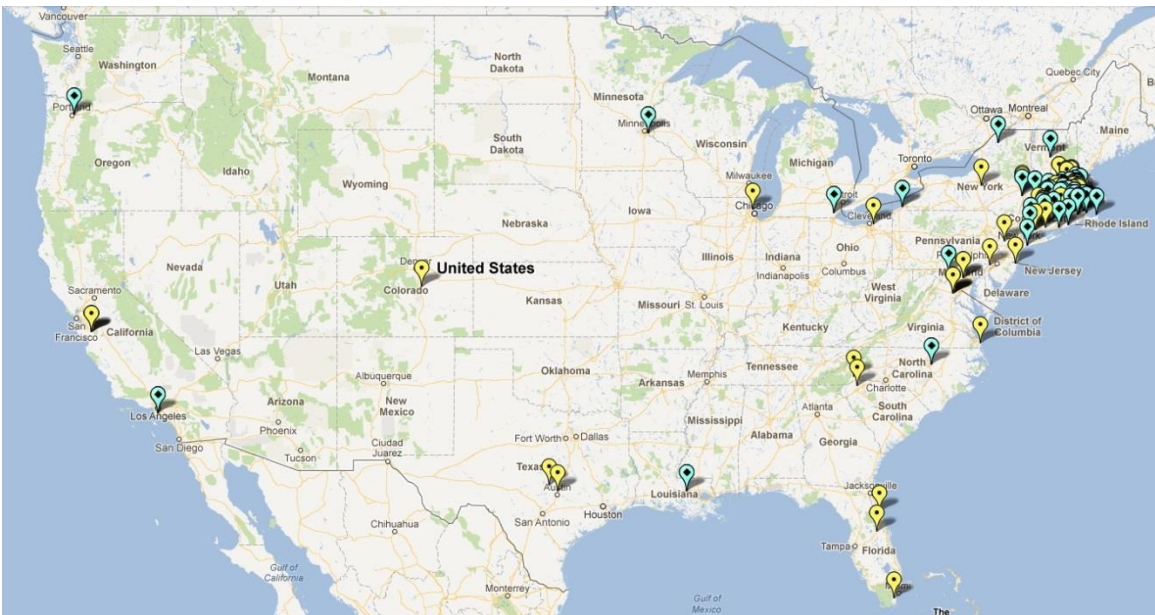 Vancouver
Seattle
Washington
Montana
North
Dakota
Minnesota
Quebec City
Ottawa
Montreal
Maine
Portland
Oregon
Idaho
South
Dakota
Minneapolis
Wisconsin
Michigan
Toronto
Vermont
New York
Wyoming
Milwaukee
Chicago
Iowa
Cleveland
Rhode Island
Nebraska
Illinois
Indiana
Ohio
Pennsylvania
Indianapolis
Columbus
New Jersey
Nevada
Utah
Denver
Colorado
United States
Kansas
Missouri
St. Louis
West
Virginia
Maryland
Delaware
Sacramento
San
Francisco
California
Kentucky
Virginia
District of
Columbia
Las Vegas
Albuquerque
Oklahoma
Arkansas
Memphis
Tennessee
North
Carolina
Charlotte
Los Angeles
Arizona
New
Mexico
Phoenix
Mississippi
Atlanta
South
Carolina
San Diego
Tucson
Ciudad
Juarez
Fort Worth
Dallas
Alabama
Georgia
Texas
Austin
Louisiana
Jacksonville
San Antonio
Houston
Chihuahua
Tampa
Florida
Gulf of
California
Monterrey
Gulf of
Mexico
Miami
The